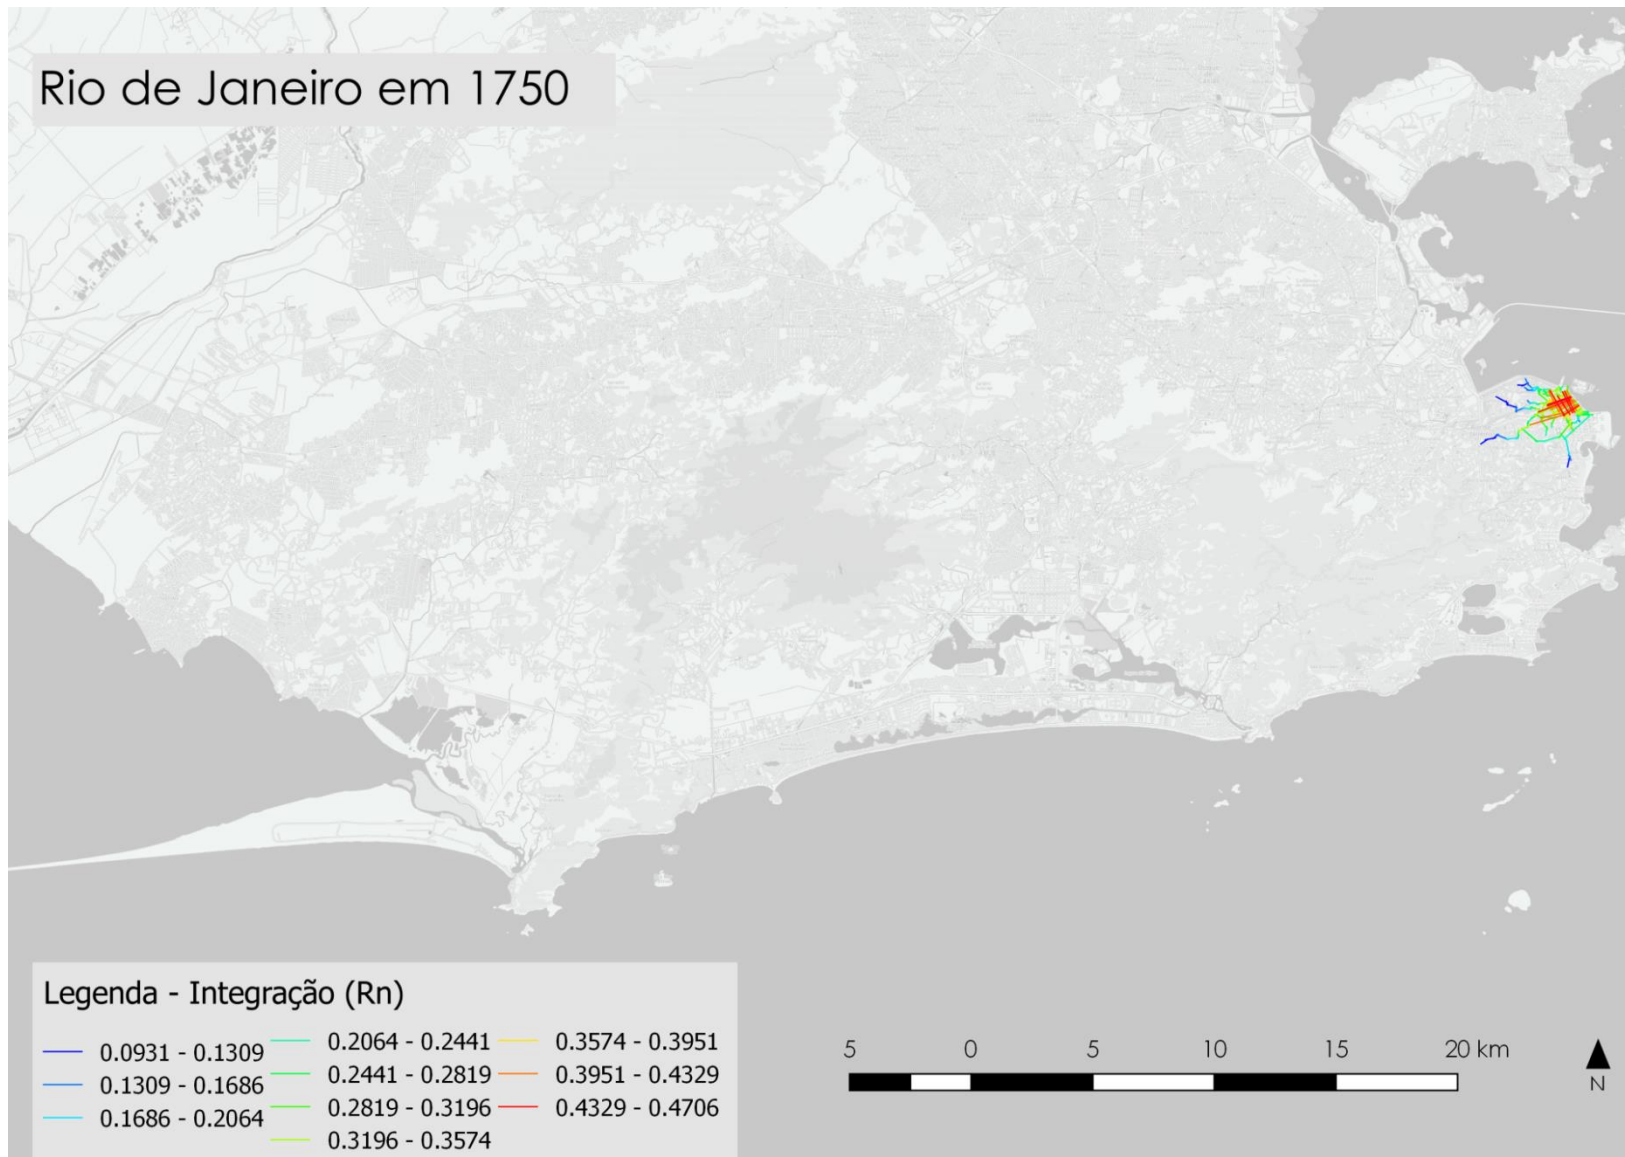 Rio de Janeiro em 1750
Legenda - Integração (Rn)
0.0931 - 0.1309
0.1309 - 0.1686
0.1686 - 0.2064
0.2064 - 0.2441
0.2441 - 0.2819
0.2819 - 0.3196
0.3196 - 0.3574
0.3574 - 0.3951
0.3951 - 0.4329
0.4329 - 0.4706
5 0 5 10 15 20 km
N